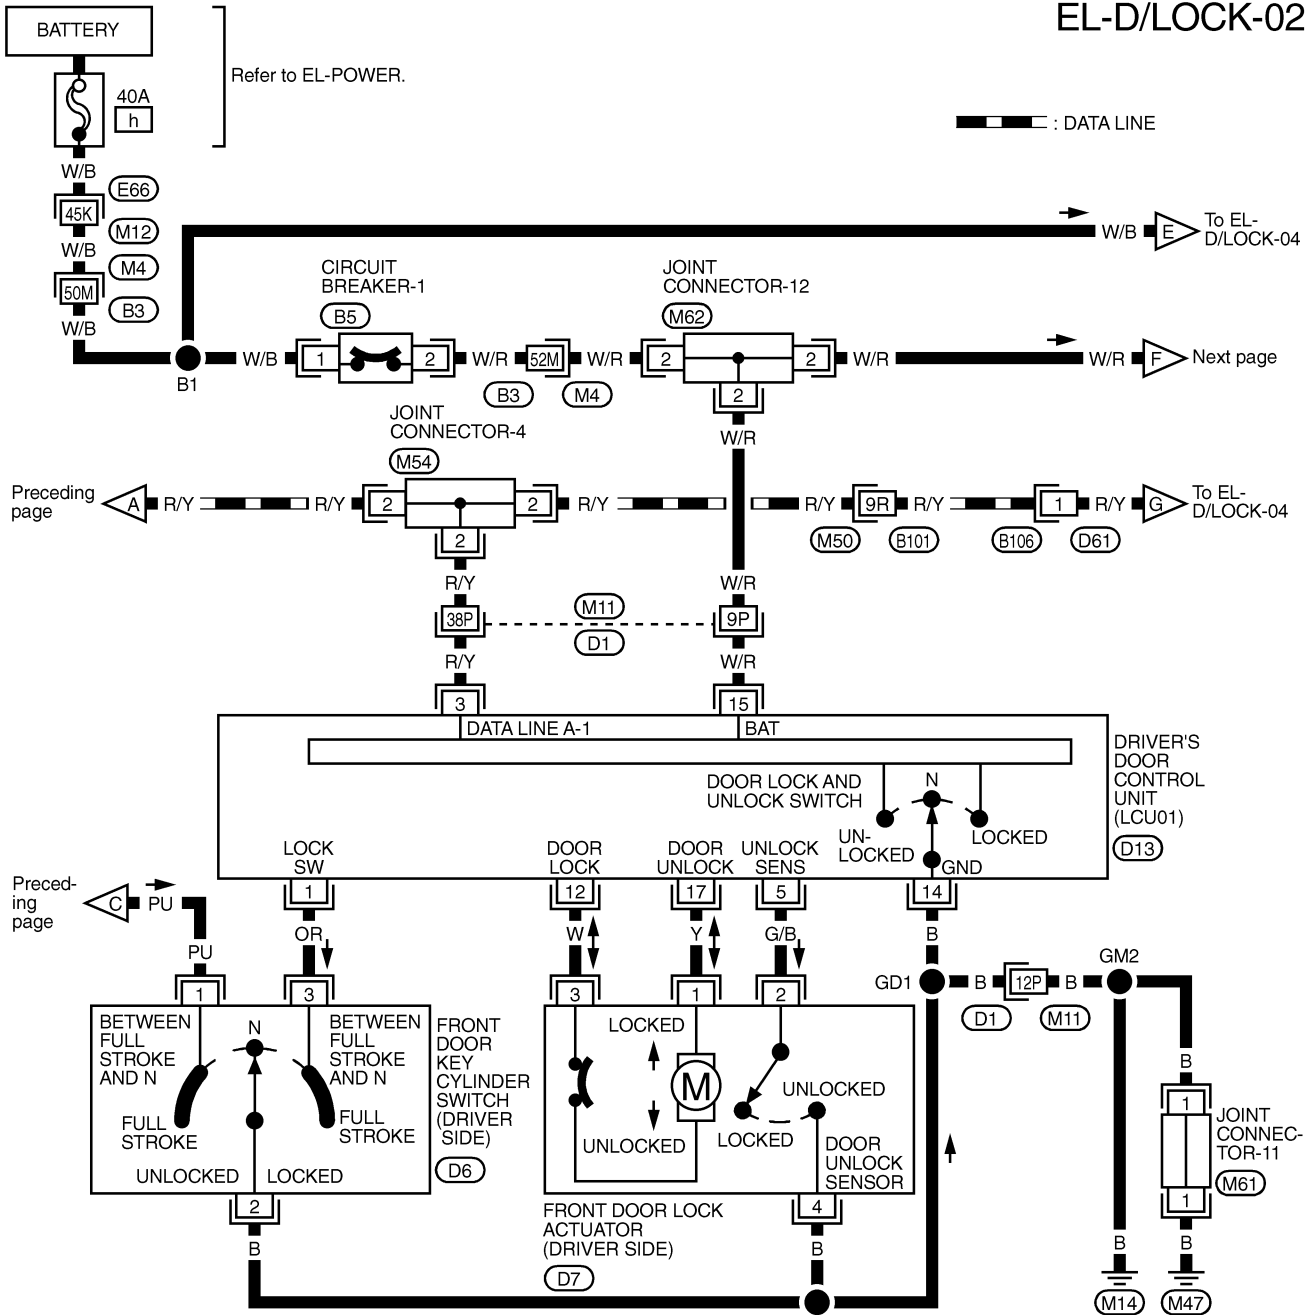 EL-D/LOCK-02
BATTERY
Refer to EL-POWER.
40A
h
: DATA LINE
W/B
E66
45K
M12
W/B
M4
50M
B3
W/B
W/B
E
To EL-
D/LOCK-04
CIRCUIT
BREAKER-1
B5
JOINT
CONNECTOR-12
M62
B1
W/B
1
2
W/R
52M
W/R
2
2
W/R
W/R
F
Next page
B3
M4
2
W/R
JOINT
CONNECTOR-4
M54
Preceding
page
A
R/Y
R/Y
2
2
R/Y
R/Y
9R
R/Y
1
R/Y
G
To EL-
D/LOCK-04
M50
B101
B106
D61
2
R/Y
W/R
38P
M11
D1
9P
R/Y
W/R
3
15
DATA LINE A-1
BAT
DOOR LOCK AND
UNLOCK SWITCH
N
UN-
LOCKED
LOCKED
DRIVER'S
DOOR
CONTROL
UNIT
(LCU01)
D13
LOCK
SW
DOOR
LOCK
DOOR
UNLOCK
UNLOCK
SENS
GND
1
12
17
5
14
Preced-
ing
page
C
PU
PU
OR
W
Y
G/B
B
1
3
3
1
2
GD1
B
12P
B
GM2
D1
M11
BETWEEN
FULL
STROKE
AND N
N
BETWEEN
FULL
STROKE
AND N
FULL
STROKE
FULL
STROKE
UNLOCKED
LOCKED
FRONT
DOOR
KEY
CYLINDER
SWITCH
(DRIVER
SIDE)
D6
LOCKED
M
UNLOCKED
UNLOCKED
LOCKED
DOOR
UNLOCK
SENSOR
B
1
JOINT
CONNEC-
TOR-11
M61
1
2
4
FRONT DOOR LOCK
ACTUATOR
(DRIVER SIDE)
D7
B
B
B
B
M14
M47